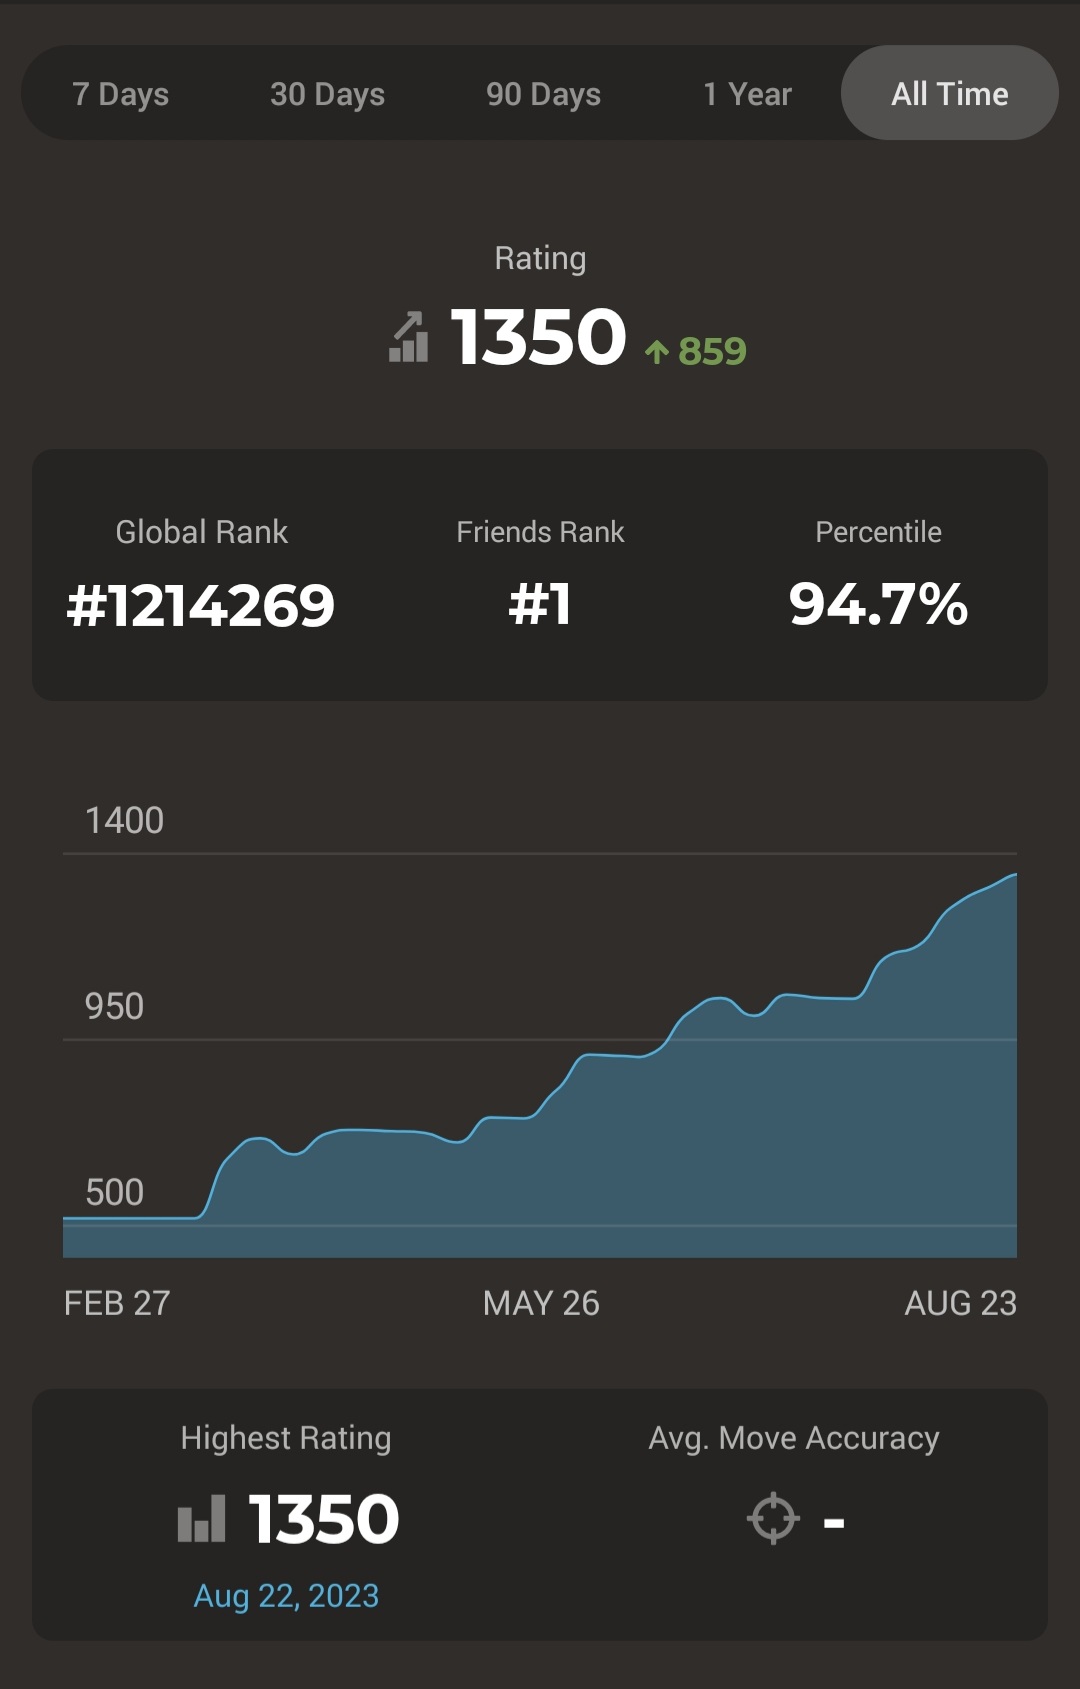 7 Days 30 Days 90 Days 1 Year All Time
Rating
1350 ↑ 859
Global Rank Friends Rank Percentile
#1214269 #1 94.7%
1400
950
500
FEB 27 MAY 26 AUG 23
Highest Rating Avg. Move Accuracy
1350 -
Aug 22, 2023